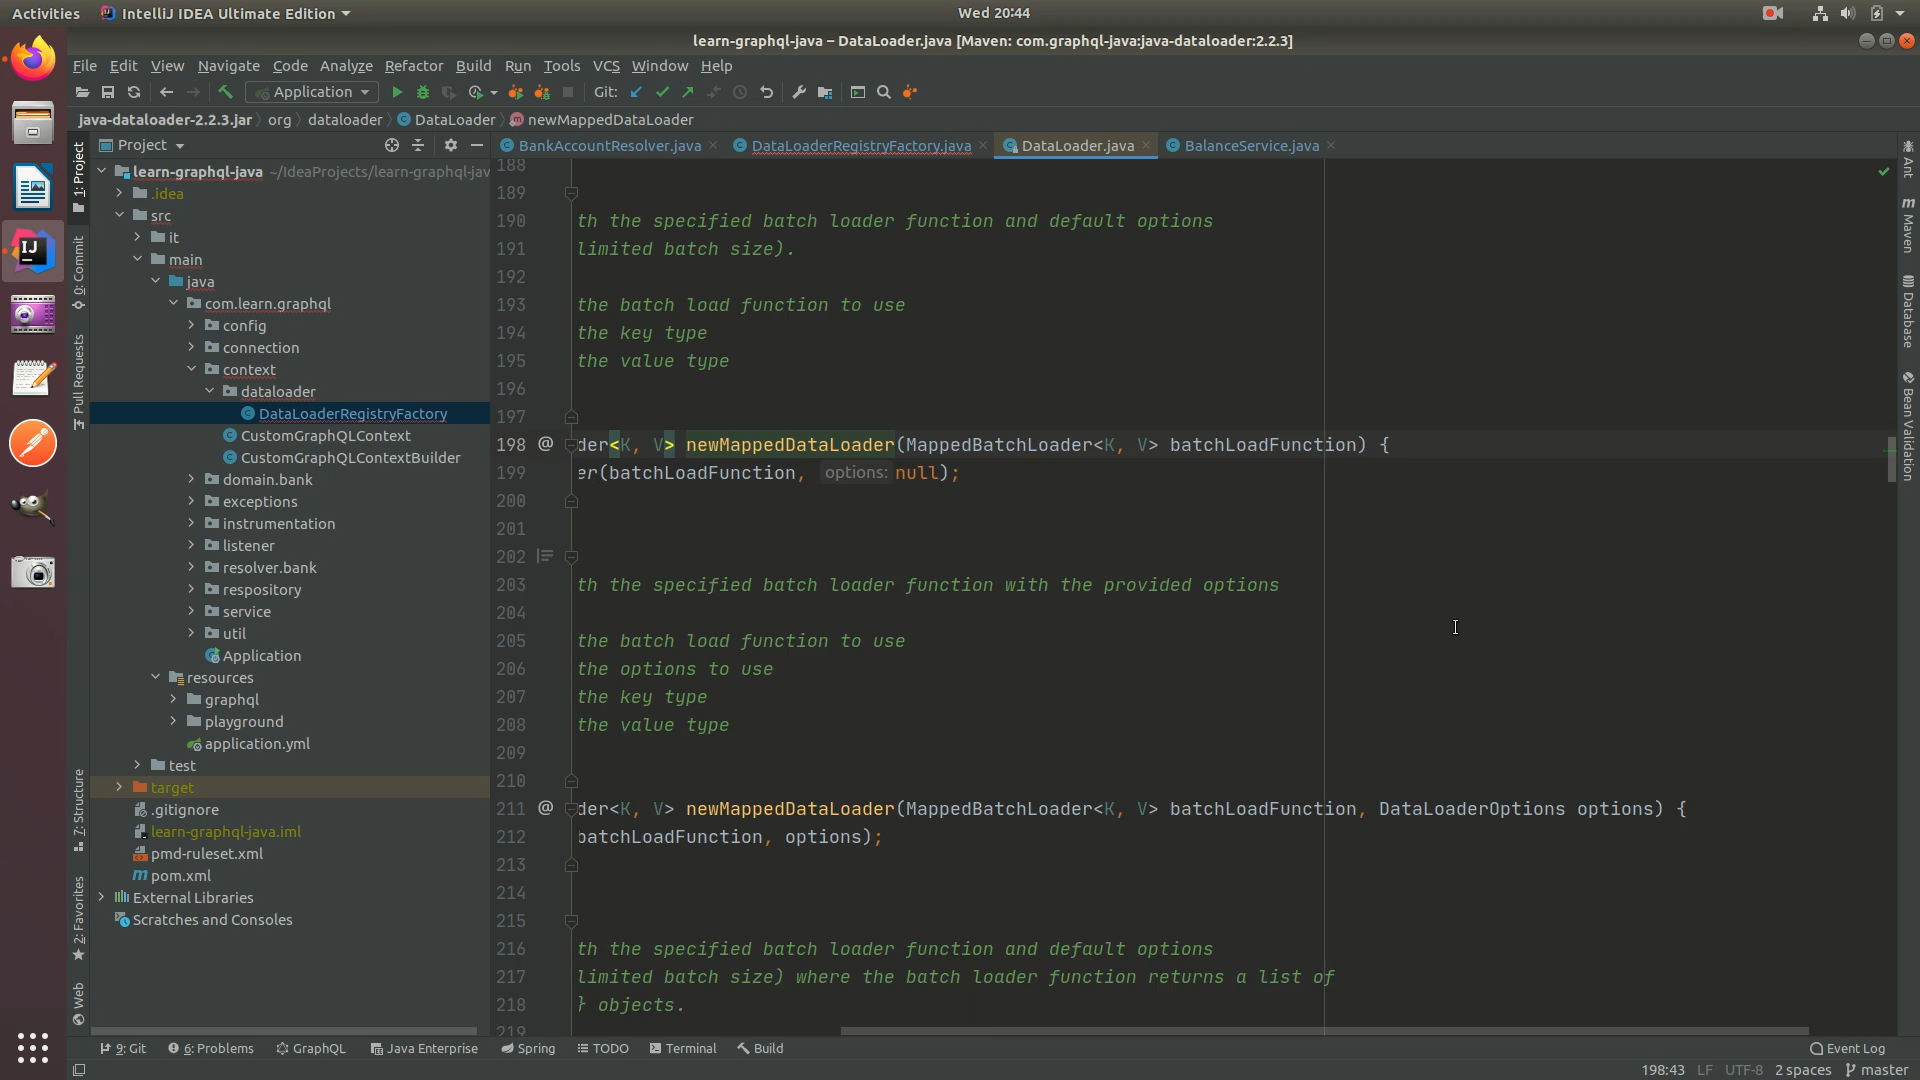 Activities IntelliJ IDEA Ultimate Edition Wed 20:44
learn-graphql-java – DataLoader.java [Maven: com.graphql-java:java-dataloader:2.2.3]
File Edit View Navigate Code Analyze Refactor Build Run Tools VCS Window Help
Application Git:
java-dataloader-2.2.3.jar org dataloader DataLoader newMappedDataLoader
Project BankAccountResolver.java DataLoaderRegistryFactory.java DataLoader.java BalanceService.java
1: Project
0: Commit
Pull Requests
7: Structure
2: Favorites
Web
learn-graphql-java ~/IdeaProjects/learn-graphql-jav
.idea
src
it
main
java
com.learn.graphql
config
connection
context
dataloader
DataLoaderRegistryFactory
CustomGraphQLContext
CustomGraphQLContextBuilder
domain.bank
exceptions
instrumentation
listener
resolver.bank
respository
service
util
Application
resources
graphql
playground
application.yml
test
target
.gitignore
learn-graphql-java.iml
pmd-ruleset.xml
pom.xml
External Libraries
Scratches and Consoles
188
189
190 th the specified batch loader function and default options
191 limited batch size).
192
193 the batch load function to use
194 the key type
195 the value type
196
197
198 @ der<K, V> newMappedDataLoader(MappedBatchLoader<K, V> batchLoadFunction) {
199 er(batchLoadFunction, options: null);
200
201
202
203 th the specified batch loader function with the provided options
204
205 the batch load function to use
206 the options to use
207 the key type
208 the value type
209
210
211 @ der<K, V> newMappedDataLoader(MappedBatchLoader<K, V> batchLoadFunction, DataLoaderOptions options) {
212 batchLoadFunction, options);
213
214
215
216 th the specified batch loader function and default options
217 limited batch size) where the batch loader function returns a list of
218 } objects.
219
Ant
Maven
Database
Bean Validation
9: Git 6: Problems GraphQL Java Enterprise Spring TODO Terminal Build Event Log
198:43 LF UTF-8 2 spaces master